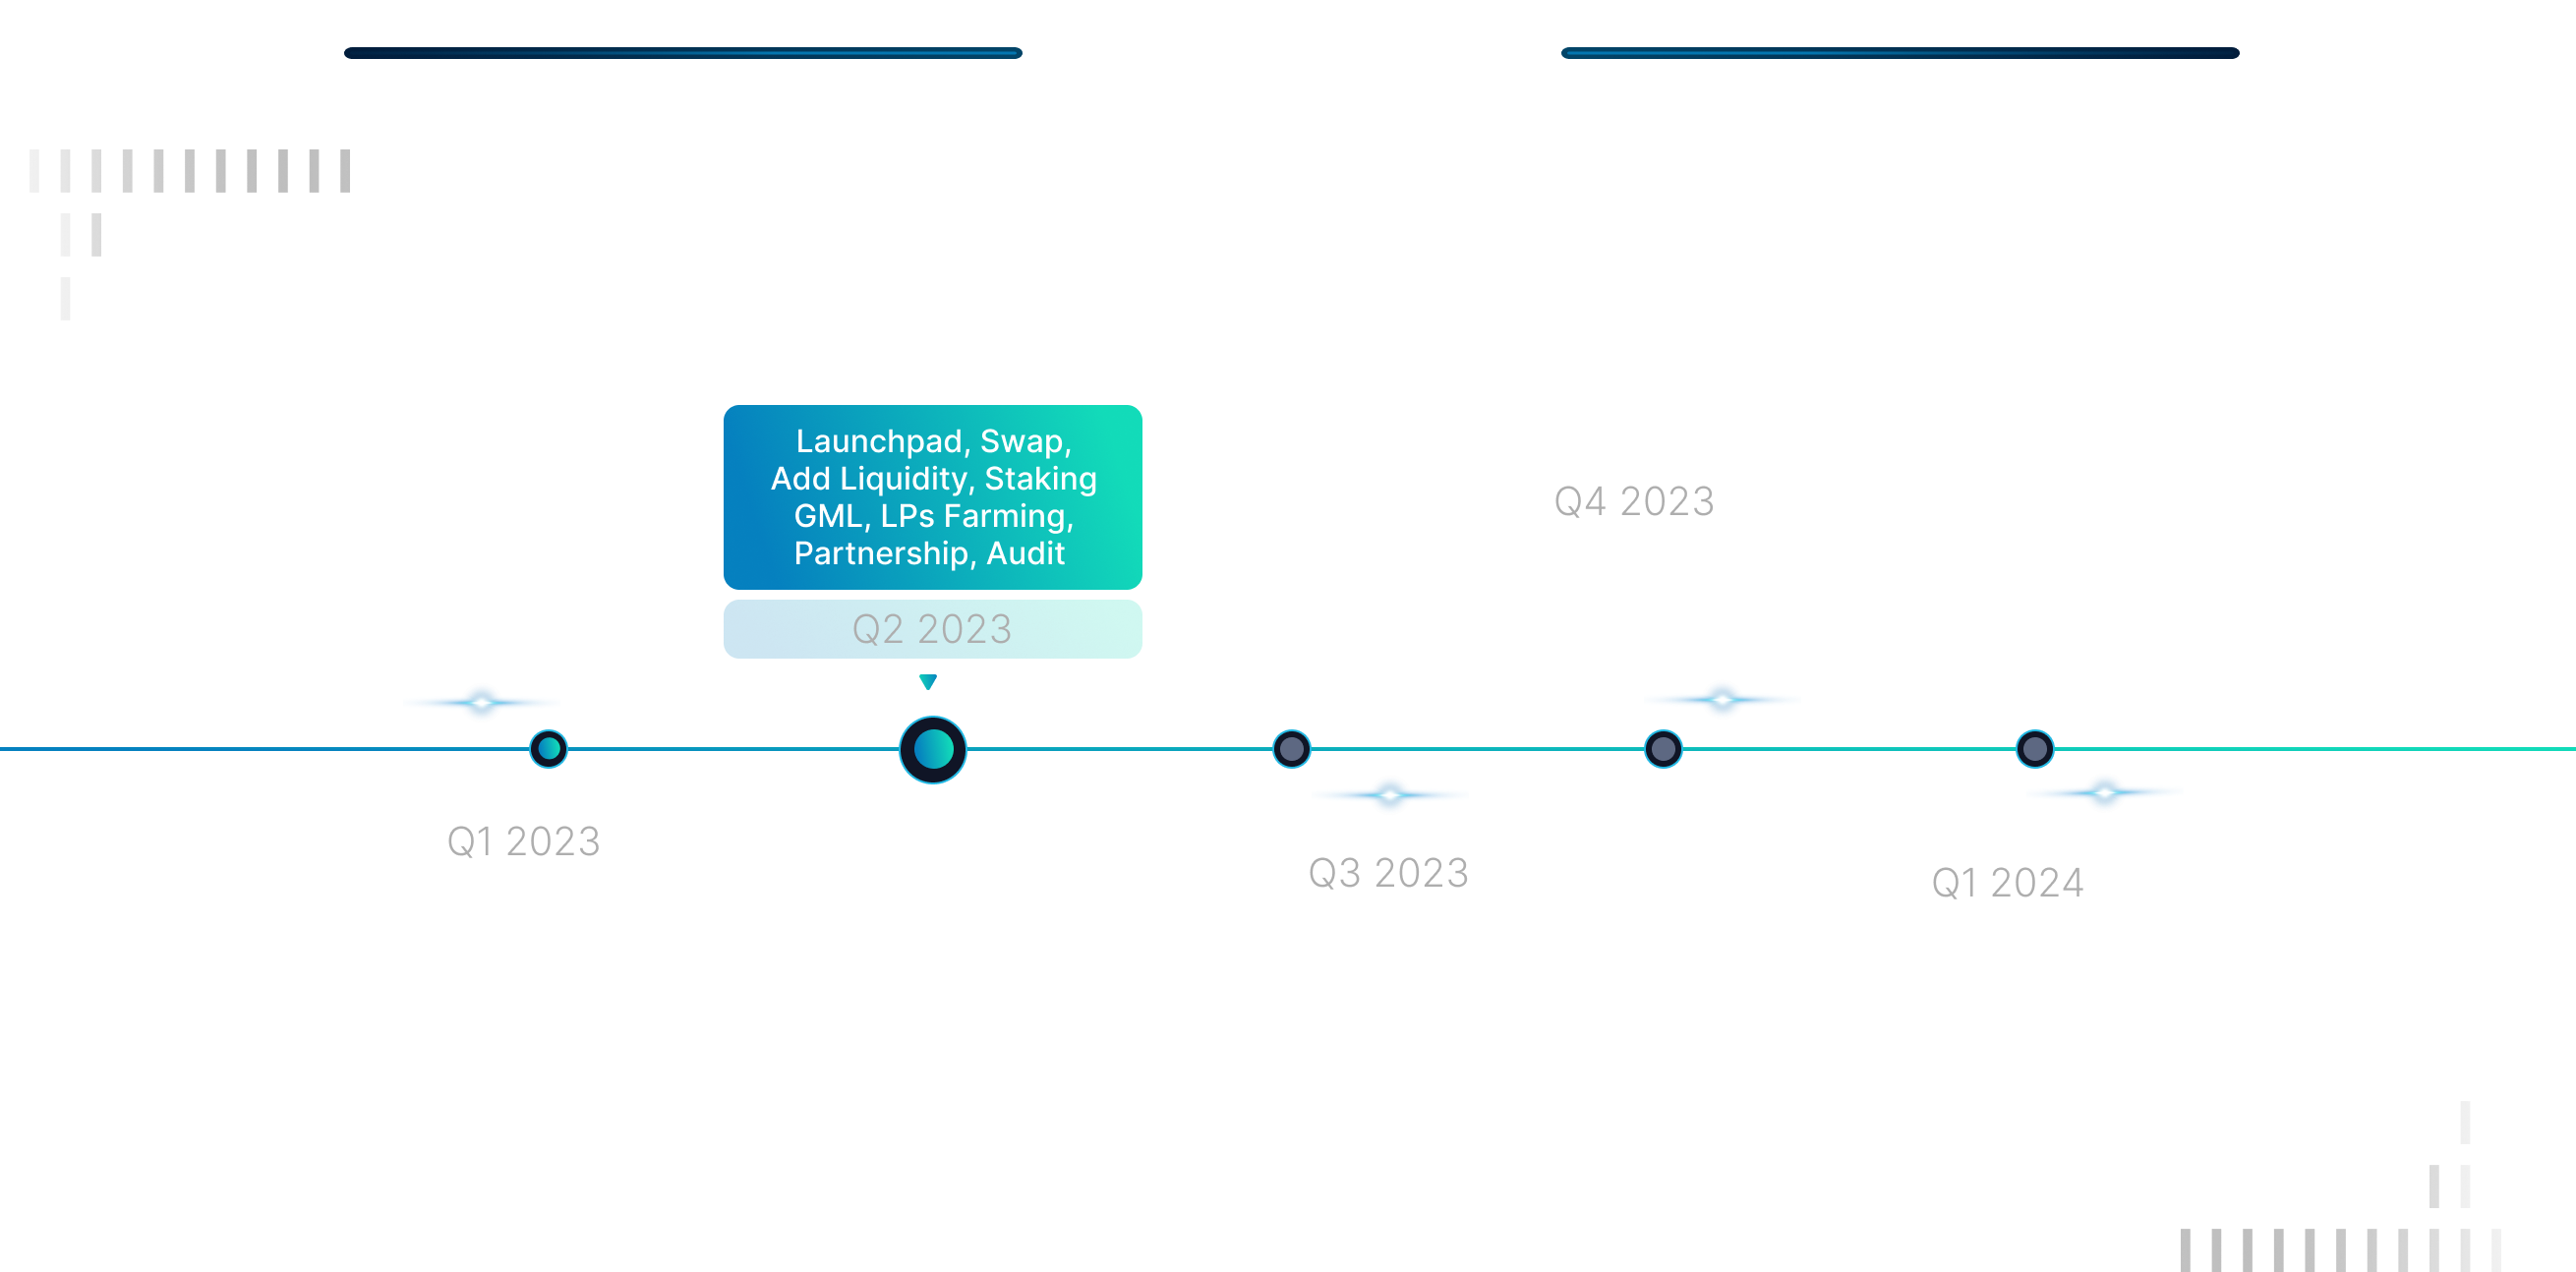 Launchpad, Swap,
Add Liquidity, Staking
GML, LPs Farming,
Partnership, Audit
Q2 2023
Q4 2023
Q1 2023
Q3 2023
Q1 2024